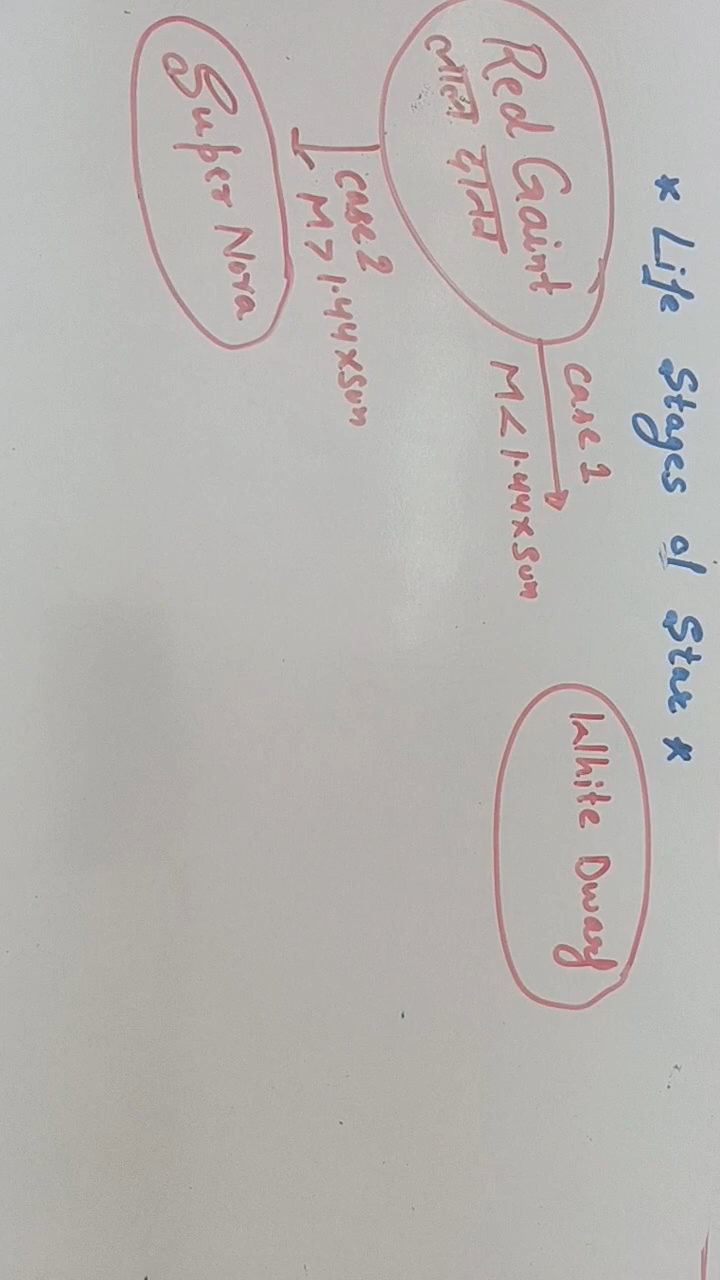 * Life Stages of Star *
Red Gaint
लाल दानव
case 1
M < 1.44 x Sun
White Dwarf
case 2
M > 1.44 x Sun
Super Nova